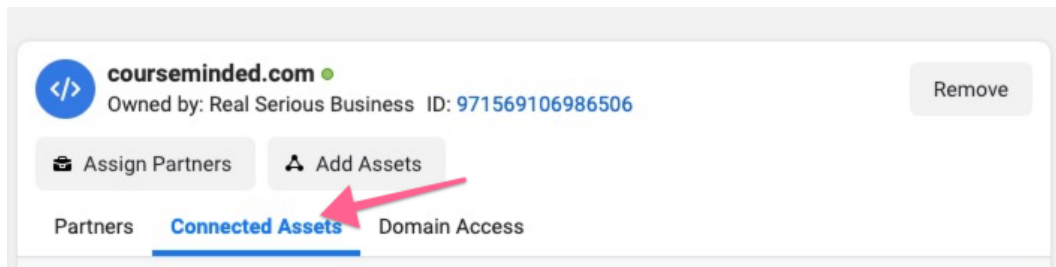 courseminded.com
Owned by: Real Serious Business ID: 971569106986506
Remove
Assign Partners Add Assets
Partners Connected Assets Domain Access